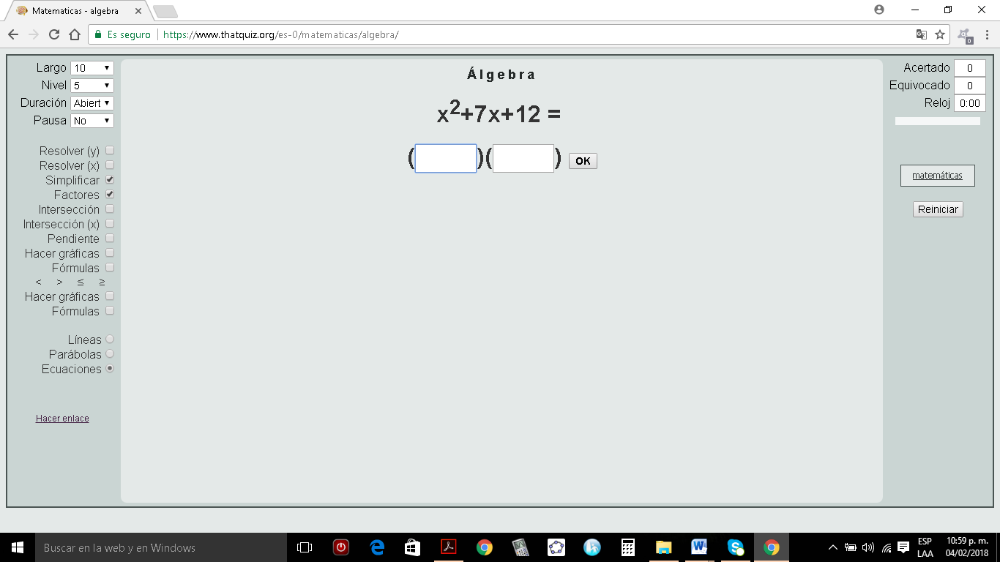 Matematicas - algebra
Es seguro https://www.thatquiz.org/es-0/matematicas/algebra/
0
Largo 10
Nivel 5
Duración Abiert
Pausa No
Resolver (y)
Resolver (x)
Simplificar
Factores
Intersección
Intersección (x)
Pendiente
Hacer gráficas
Fórmulas
< > ≤ ≥
Hacer gráficas
Fórmulas
Líneas
Parábolas
Ecuaciones
Hacer enlace
Álgebra
x²+7x+12 =
( )( ) OK
Acertado 0
Equivocado 0
Reloj 0:00
matemáticas
Reiniciar
Buscar en la web y en Windows
ESP
LAA
10:59 p. m.
04/02/2018